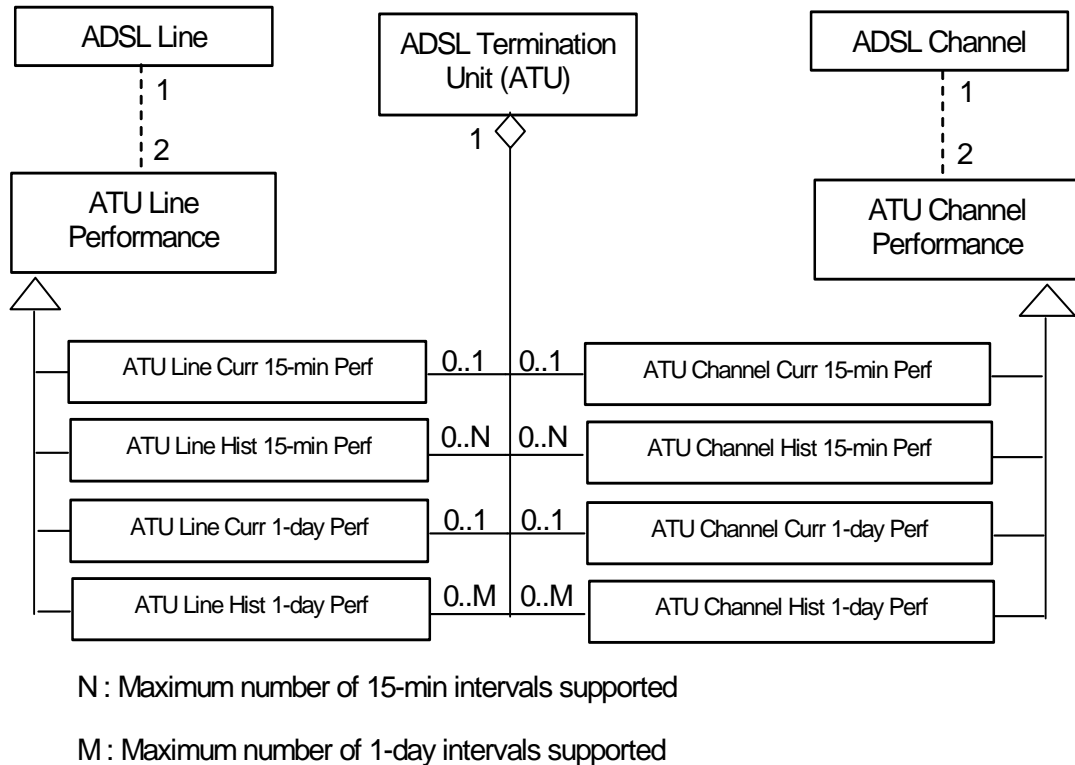 ADSL Line
ADSL Termination
Unit (ATU)
ADSL Channel
1
1
1
2
2
ATU Line
Performance
ATU Channel
Performance
ATU Line Curr 15-min Perf
0..1
0..1
ATU Channel Curr 15-min Perf
ATU Line Hist 15-min Perf
0..N
0..N
ATU Channel Hist 15-min Perf
ATU Line Curr 1-day Perf
0..1
0..1
ATU Channel Curr 1-day Perf
ATU Line Hist 1-day Perf
0..M
0..M
ATU Channel Hist 1-day Perf
N : Maximum number of 15-min intervals supported
M : Maximum number of 1-day intervals supported